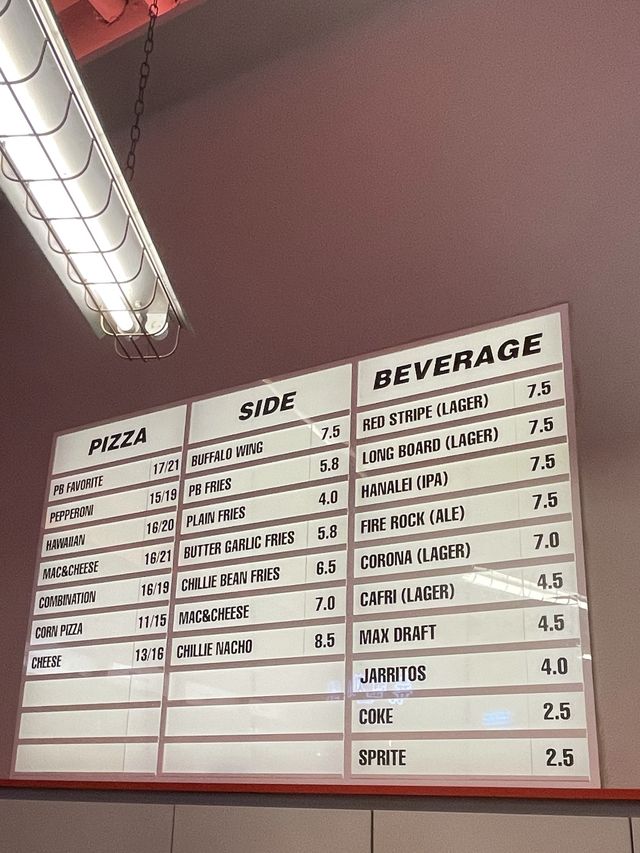 PIZZA
PB FAVORITE 17/21
PEPPERONI 15/19
HAWAIIAN 16/20
MAC&CHEESE 16/21
COMBINATION 16/19
CORN PIZZA 11/15
CHEESE 13/16
SIDE
BUFFALO WING 7.5
PB FRIES 5.8
PLAIN FRIES 4.0
BUTTER GARLIC FRIES 5.8
CHILLIE BEAN FRIES 6.5
MAC&CHEESE 7.0
CHILLIE NACHO 8.5
BEVERAGE
RED STRIPE (LAGER) 7.5
LONG BOARD (LAGER) 7.5
HANALEI (IPA) 7.5
FIRE ROCK (ALE) 7.5
CORONA (LAGER) 7.0
CAFRI (LAGER) 4.5
MAX DRAFT 4.5
JARRITOS 4.0
COKE 2.5
SPRITE 2.5